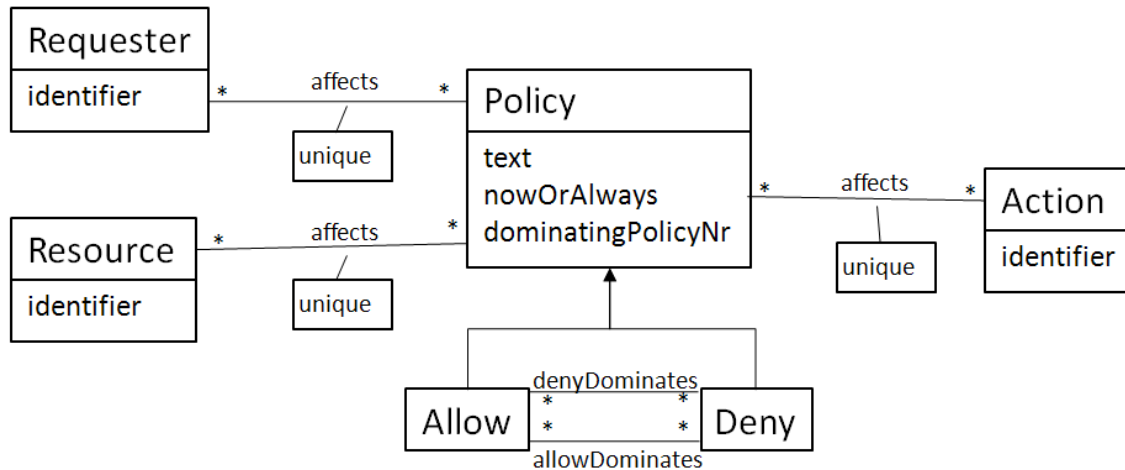 Requester
identifier
* affects *
unique
Policy
text
nowOrAlways
dominatingPolicyNr
* affects *
unique
Action
identifier
Resource
identifier
* affects *
unique
denyDominates
* *
Allow
Deny
* *
allowDominates